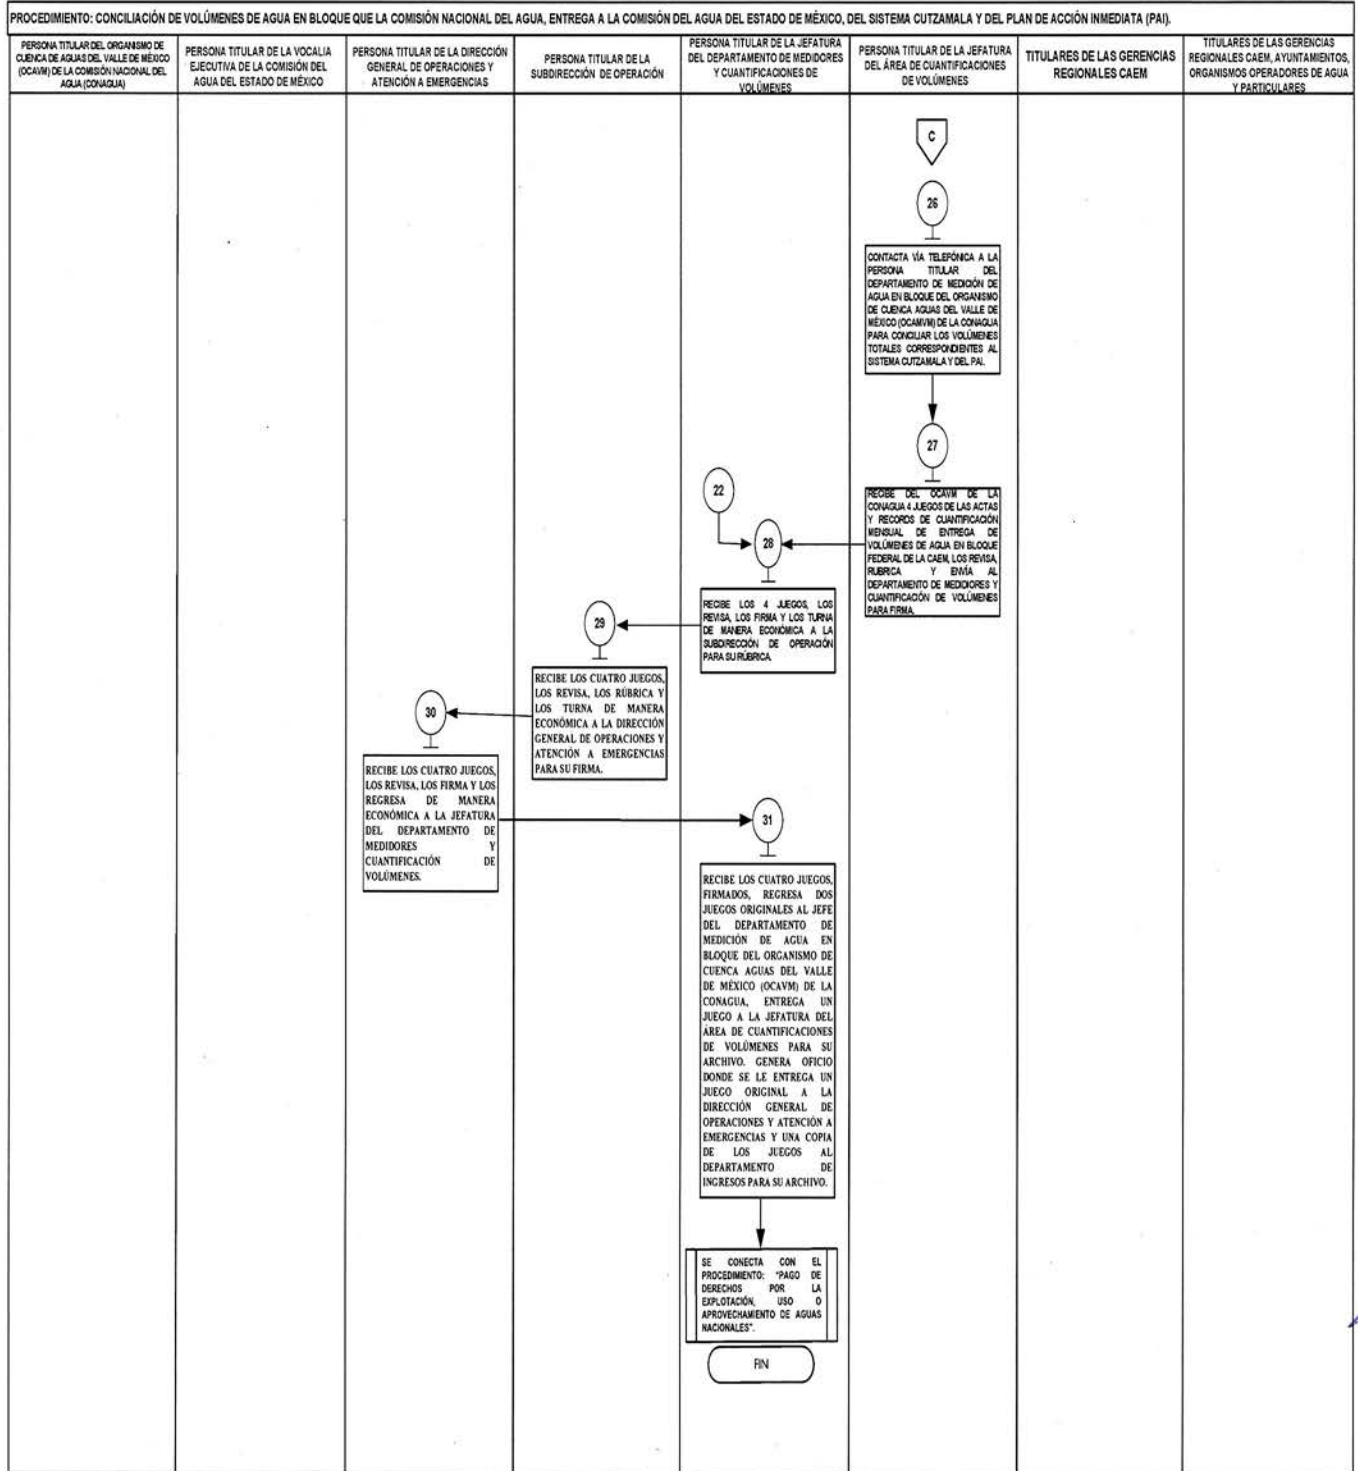 PROCEDIMIENTO: CONCILIACIÓN DE VOLÚMENES DE AGUA EN BLOQUE QUE LA COMISIÓN NACIONAL DEL AGUA, ENTREGA A LA COMISIÓN DEL AGUA DEL ESTADO DE MÉXICO, DEL SISTEMA CUTZAMALA Y DEL PLAN DE ACCIÓN INMEDIATA (PAI).
PERSONA TITULAR DEL ORGANISMO DE
CUENCA DE AGUAS DEL VALLE DE MÉXICO
(OCAVM) DE LA COMISIÓN NACIONAL DEL
AGUA (CONAGUA)
PERSONA TITULAR DE LA VOCALIA
EJECUTIVA DE LA COMISIÓN DEL
AGUA DEL ESTADO DE MÉXICO
PERSONA TITULAR DE LA DIRECCIÓN
GENERAL DE OPERACIONES Y
ATENCIÓN A EMERGENCIAS
PERSONA TITULAR DE LA
SUBDIRECCIÓN DE OPERACIÓN
PERSONA TITULAR DE LA JEFATURA
DEL DEPARTAMENTO DE MEDIDORES
Y CUANTIFICACIONES DE
VOLÚMENES
PERSONA TITULAR DE LA JEFATURA
DEL ÁREA DE CUANTIFICACIONES
DE VOLÚMENES
TITULARES DE LAS GERENCIAS
REGIONALES CAEM
TITULARES DE LAS GERENCIAS
REGIONALES CAEM, AYUNTAMIENTOS,
ORGANISMOS OPERADORES DE AGUA
Y PARTICULARES
C
26
CONTACTA VÍA TELEFÓNICA A LA
PERSONA TITULAR DEL
DEPARTAMENTO DE MEDICIÓN DE
AGUA EN BLOQUE DEL ORGANISMO
DE CUENCA AGUAS DEL VALLE DE
MÉXICO (OCAMVM) DE LA CONAGUA
PARA CONCILIAR LOS VOLÚMENES
TOTALES CORRESPONDIENTES AL
SISTEMA CUTZAMALA Y DEL PAI.
27
RECIBE DEL OCAVM DE LA
CONAGUA 4 JUEGOS DE LAS ACTAS
Y RECORDS DE CUANTIFICACIÓN
MENSUAL DE ENTREGA DE
VOLÚMENES DE AGUA EN BLOQUE
FEDERAL DE LA CAEM, LOS REVISA,
RUBRICA Y ENVÍA AL
DEPARTAMENTO DE MEDIDIORES Y
CUANTIFICACIÓN DE VOLÚMENES
PARA FIRMA.
22
28
RECIBE LOS 4 JUEGOS, LOS
REVISA, LOS FIRMA Y LOS TURNA
DE MANERA ECONÓMICA A LA
SUBDIRECCIÓN DE OPERACIÓN
PARA SU RÚBRICA.
29
RECIBE LOS CUATRO JUEGOS,
LOS REVISA, LOS RÚBRICA Y
LOS TURNA DE MANERA
ECONÓMICA A LA DIRECCIÓN
GENERAL DE OPERACIONES Y
ATENCIÓN A EMERGENCIAS
PARA SU FIRMA.
30
RECIBE LOS CUATRO JUEGOS,
LOS REVISA, LOS FIRMA Y LOS
REGRESA DE MANERA
ECONÓMICA A LA JEFATURA
DEL DEPARTAMENTO DE
MEDIDORES Y
CUANTIFICACIÓN DE
VOLÚMENES.
31
RECIBE LOS CUATRO JUEGOS,
FIRMADOS, REGRESA DOS
JUEGOS ORIGINALES AL JEFE
DEL DEPARTAMENTO DE
MEDICIÓN DE AGUA EN
BLOQUE DEL ORGANISMO DE
CUENCA AGUAS DEL VALLE
DE MÉXICO (OCAVM) DE LA
CONAGUA, ENTREGA UN
JUEGO A LA JEFATURA DEL
ÁREA DE CUANTIFICACIONES
DE VOLÚMENES PARA SU
ARCHIVO. GENERA OFICIO
DONDE SE LE ENTREGA UN
JUEGO ORIGINAL A LA
DIRECCIÓN GENERAL DE
OPERACIONES Y ATENCIÓN A
EMERGENCIAS Y UNA COPIA
DE LOS JUEGOS AL
DEPARTAMENTO DE
INGRESOS PARA SU ARCHIVO.
SE CONECTA CON EL
PROCEDIMIENTO: "PAGO DE
DERECHOS POR LA
EXPLOTACIÓN, USO O
APROVECHAMIENTO DE AGUAS
NACIONALES".
FIN